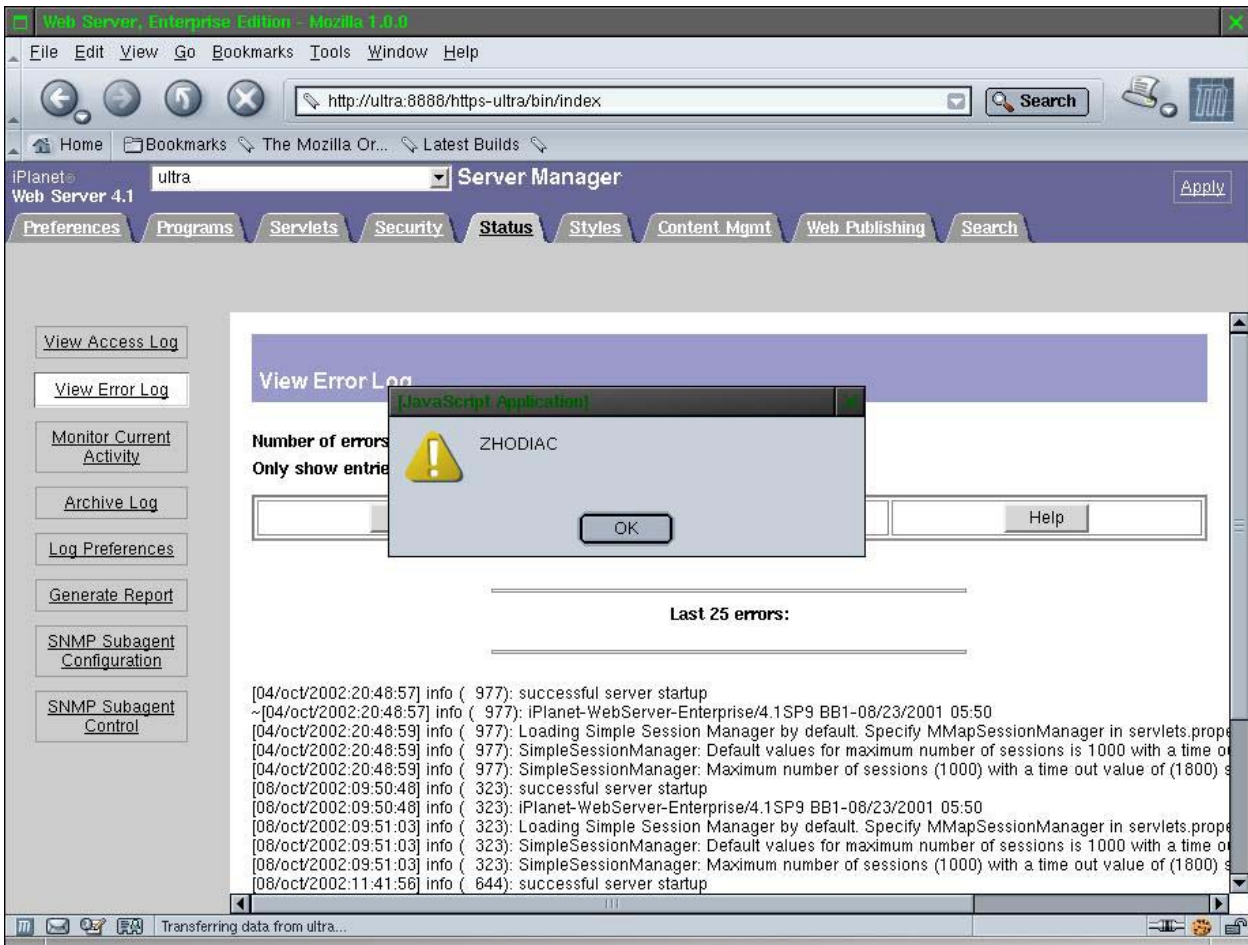 Web Server, Enterprise Edition - Mozilla 1.0.0
File Edit View Go Bookmarks Tools Window Help
http://ultra:8888/https-ultra/bin/index
Search
Home Bookmarks The Mozilla Or... Latest Builds
iPlanet
Web Server 4.1
ultra
Server Manager
Apply
Preferences Programs Servlets Security Status Styles Content Mgmt Web Publishing Search
View Access Log
View Error Log
Monitor Current
Activity
Archive Log
Log Preferences
Generate Report
SNMP Subagent
Configuration
SNMP Subagent
Control
View Error Log
[JavaScript Application]
ZHODIAC
OK
Number of errors
Only show entrie
Help
Last 25 errors:
[04/oct/2002:20:48:57] info ( 977): successful server startup
~[04/oct/2002:20:48:57] info ( 977): iPlanet-WebServer-Enterprise/4.1SP9 BB1-08/23/2001 05:50
[04/oct/2002:20:48:59] info ( 977): Loading Simple Session Manager by default. Specify MMapSessionManager in servlets.prope
[04/oct/2002:20:48:59] info ( 977): SimpleSessionManager: Default values for maximum number of sessions is 1000 with a time o
[04/oct/2002:20:48:59] info ( 977): SimpleSessionManager: Maximum number of sessions (1000) with a time out value of (1800) s
[08/oct/2002:09:50:48] info ( 323): successful server startup
[08/oct/2002:09:50:48] info ( 323): iPlanet-WebServer-Enterprise/4.1SP9 BB1-08/23/2001 05:50
[08/oct/2002:09:51:03] info ( 323): Loading Simple Session Manager by default. Specify MMapSessionManager in servlets.prope
[08/oct/2002:09:51:03] info ( 323): SimpleSessionManager: Default values for maximum number of sessions is 1000 with a time o
[08/oct/2002:09:51:03] info ( 323): SimpleSessionManager: Maximum number of sessions (1000) with a time out value of (1800) s
[08/oct/2002:11:41:56] info ( 644): successful server startup
Transferring data from ultra...